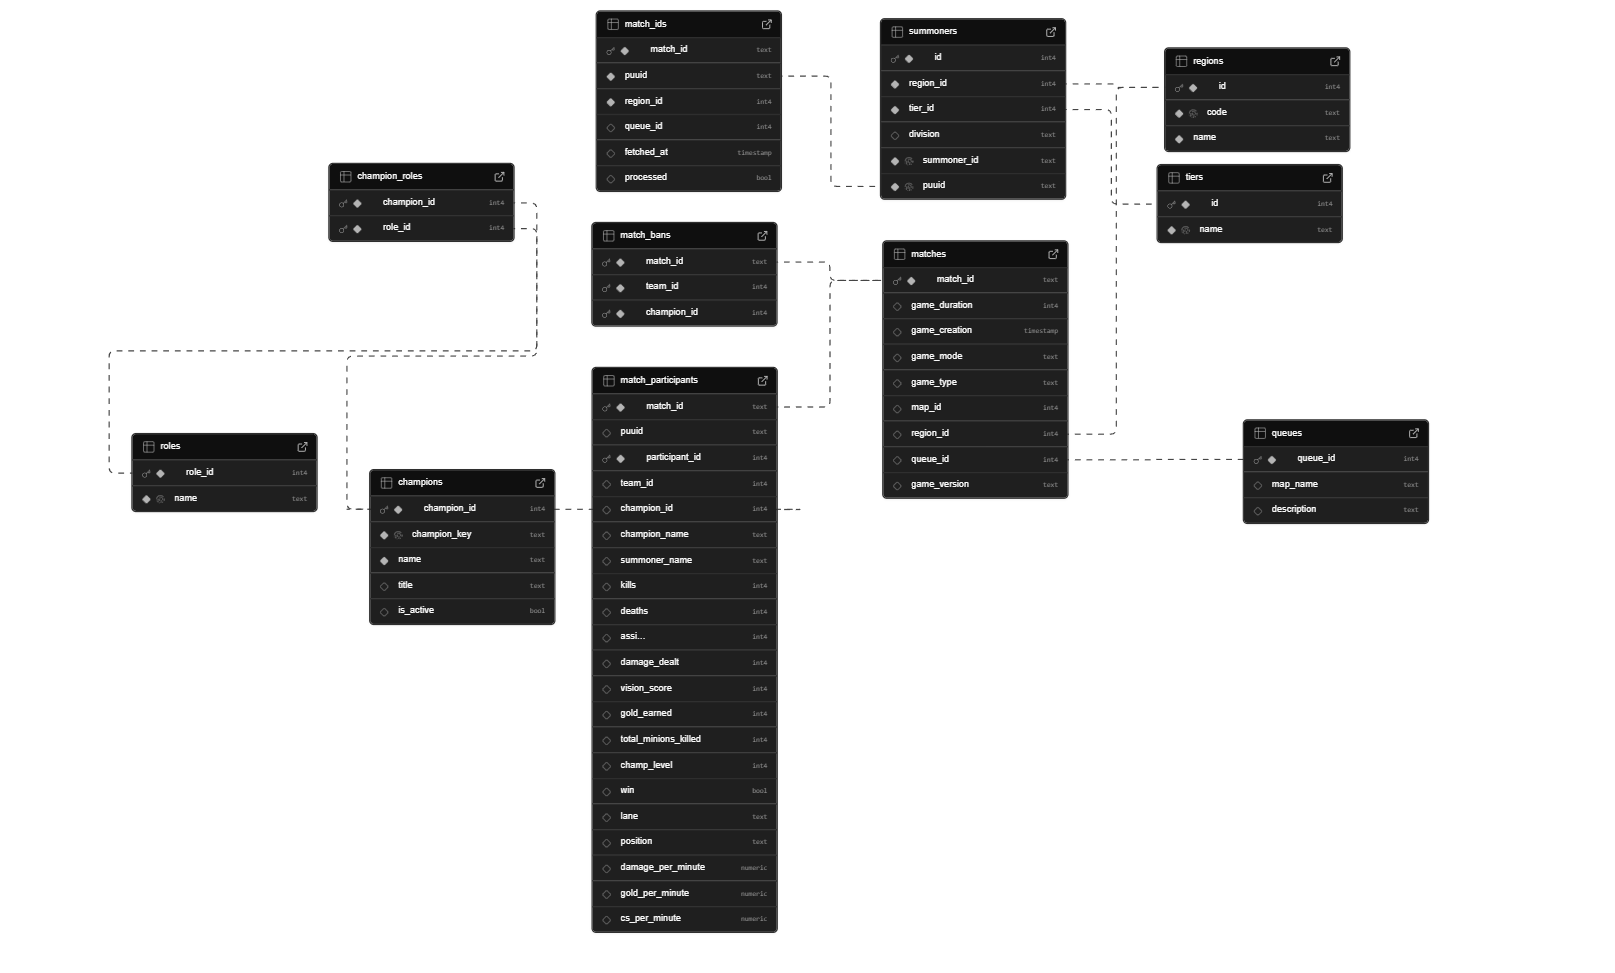 match_ids
match_id text
puuid text
region_id int4
queue_id int4
fetched_at timestamp
processed bool
summoners
id int4
region_id int4
tier_id int4
division text
summoner_id text
puuid text
regions
id int4
code text
name text
tiers
id int4
name text
champion_roles
champion_id int4
role_id int4
match_bans
match_id text
team_id int4
champion_id int4
matches
match_id text
game_duration int4
game_creation timestamp
game_mode text
game_type text
map_id int4
region_id int4
queue_id int4
game_version text
match_participants
match_id text
puuid text
participant_id int4
team_id int4
champion_id int4
champion_name text
summoner_name text
kills int4
deaths int4
assi... int4
damage_dealt int4
vision_score int4
gold_earned int4
total_minions_killed int4
champ_level int4
win bool
lane text
position text
damage_per_minute numeric
gold_per_minute numeric
cs_per_minute numeric
roles
role_id int4
name text
champions
champion_id int4
champion_key text
name text
title text
is_active bool
queues
queue_id int4
map_name text
description text